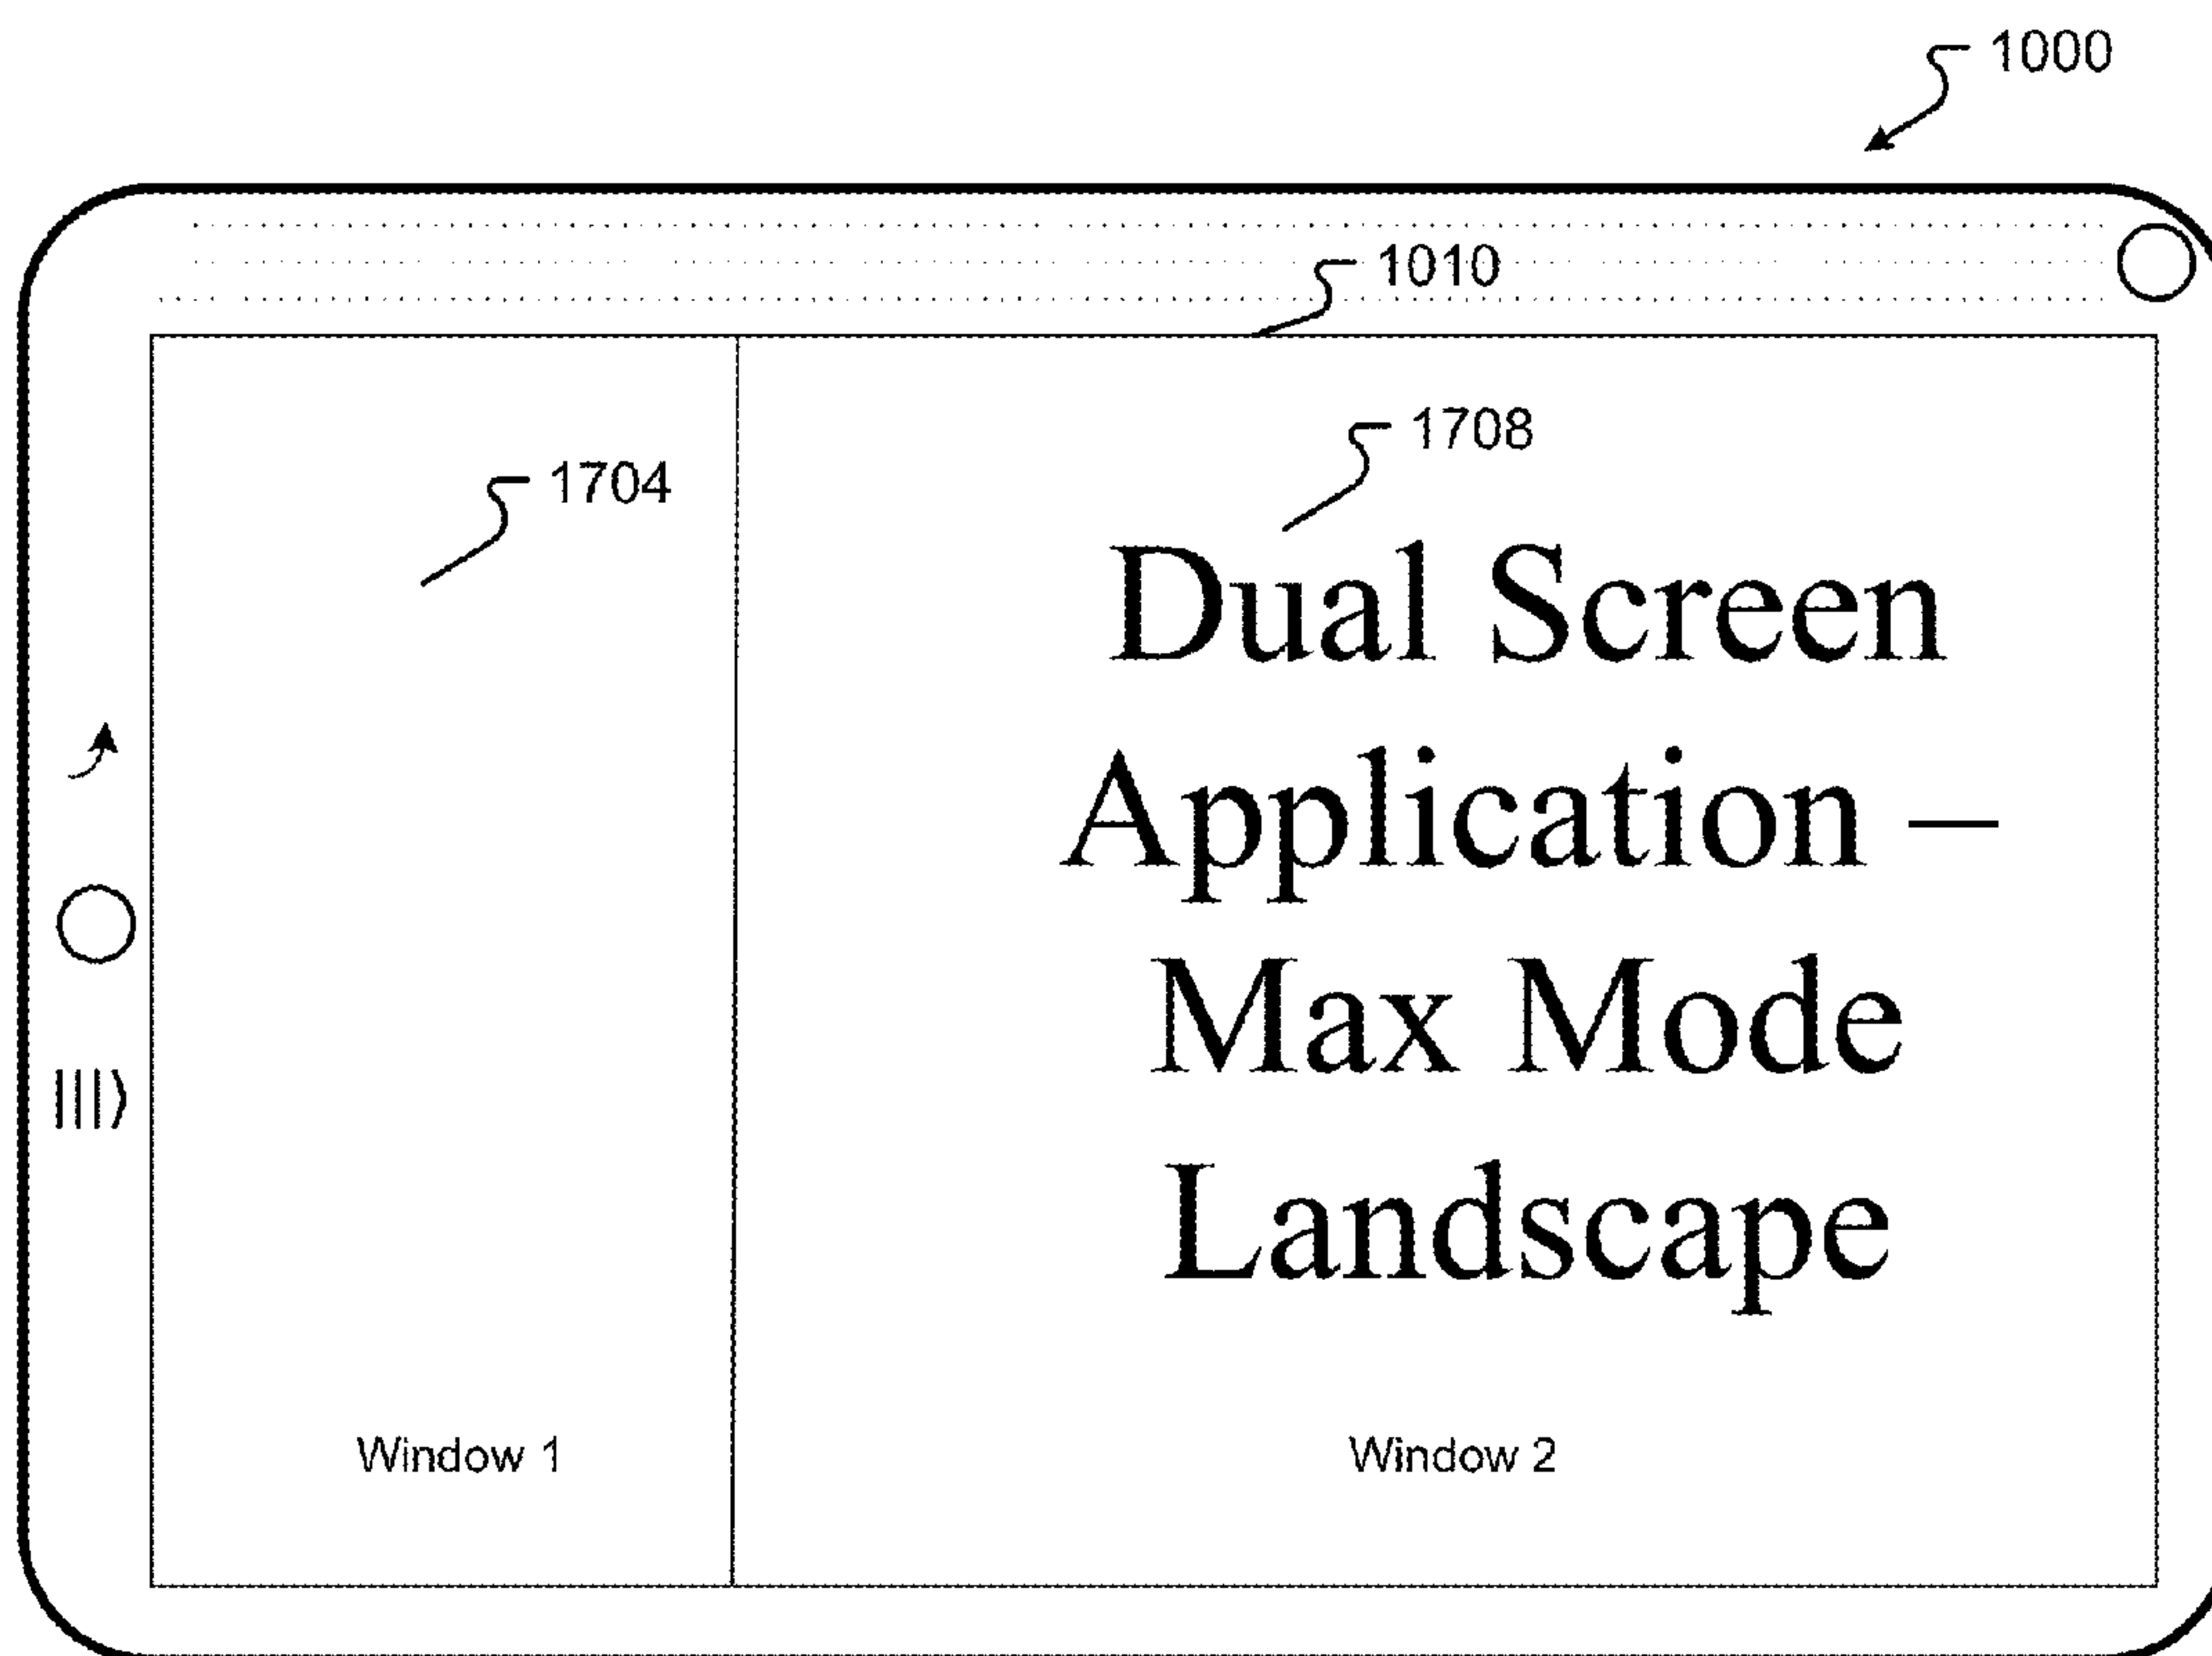 1000
1010
1708
1704
Dual Screen
Application –
Max Mode
Landscape
Window 1
Window 2